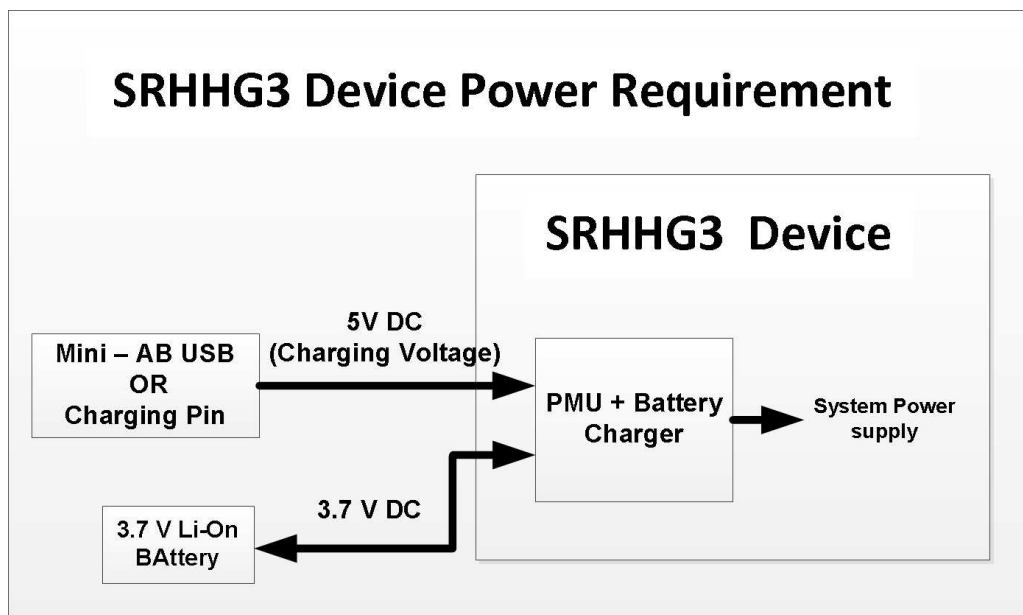 SRHHG3 Device Power Requirement
SRHHG3 Device
5V DC
(Charging Voltage)
Mini – AB USB
OR
Charging Pin
PMU + Battery
Charger
System Power
supply
3.7 V DC
3.7 V Li-On
BAttery